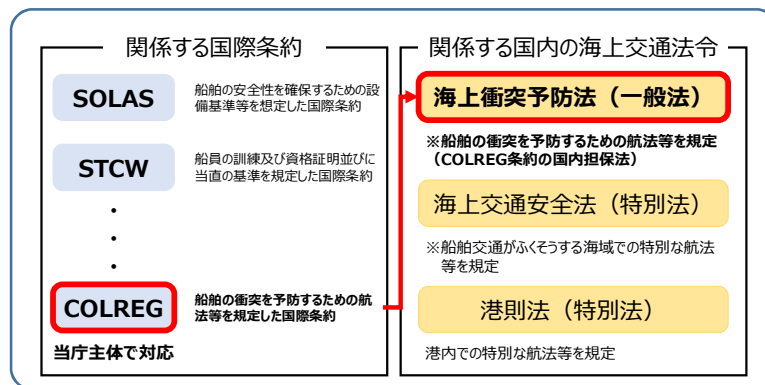 関係する国際条約
SOLAS
船舶の安全性を確保するための設
備基準等を想定した国際条約
STCW
船員の訓練及び資格証明並びに
当直の基準を規定した国際条約
・
・
・
COLREG
船舶の衝突を予防するための航
法等を規定した国際条約
当庁主体で対応
関係する国内の海上交通法令
海上衝突予防法（一般法）
※船舶の衝突を予防するための航法等を規定
（COLREG条約の国内担保法）
海上交通安全法（特別法）
※船舶交通がふくそうする海域での特別な航法
等を規定
港則法（特別法）
港内での特別な航法等を規定